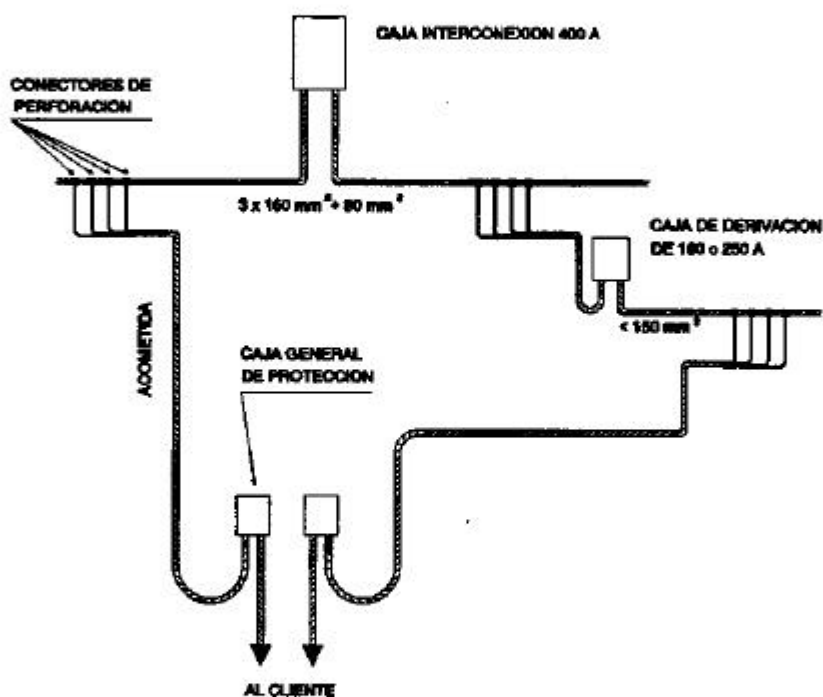 CAJA INTERCONEXION 400 A
CONECTORES DE
PERFORACIÓN
3 x 150 mm² + 80 mm²
CAJA DE DERIVACION
DE 160 o 250 A
< 150 mm²
ACOMETIDA
CAJA GENERAL
DE PROTECCION
AL CLIENTE